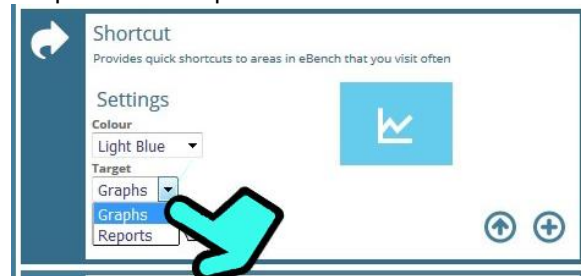 Shortcut
Provides quick shortcuts to areas in eBench that you visit often
Settings
Colour
Light Blue
Target
Graphs
Graphs
Reports